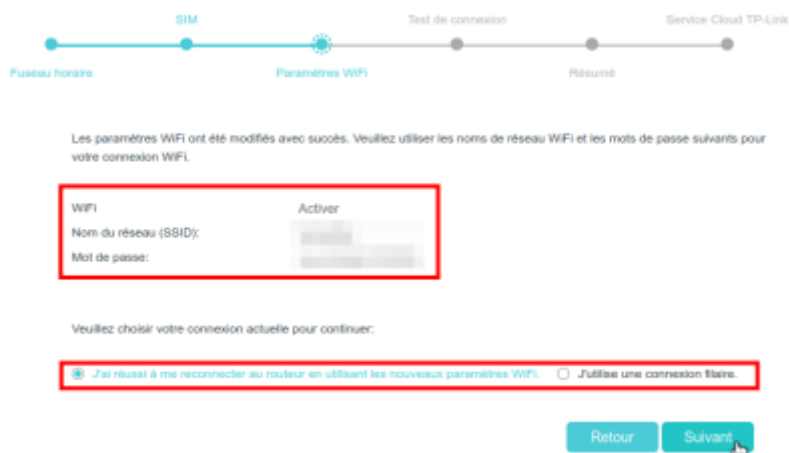 SIM
Test de connexion
Service Cloud TP-Link
Fuseau horaire
Paramètres WiFi
Résumé
Les paramètres WiFi ont été modifiés avec succès. Veuillez utiliser les noms de réseau WiFi et les mots de passe suivants pour
votre connexion WiFi.
WiFi Activer
Nom du réseau (SSID):
Mot de passe:
Veuillez choisir votre connexion actuelle pour continuer:
J'ai réussi à me reconnecter au routeur en utilisant les nouveaux paramètres WiFi. J'utilise une connexion filaire.
Retour Suivant